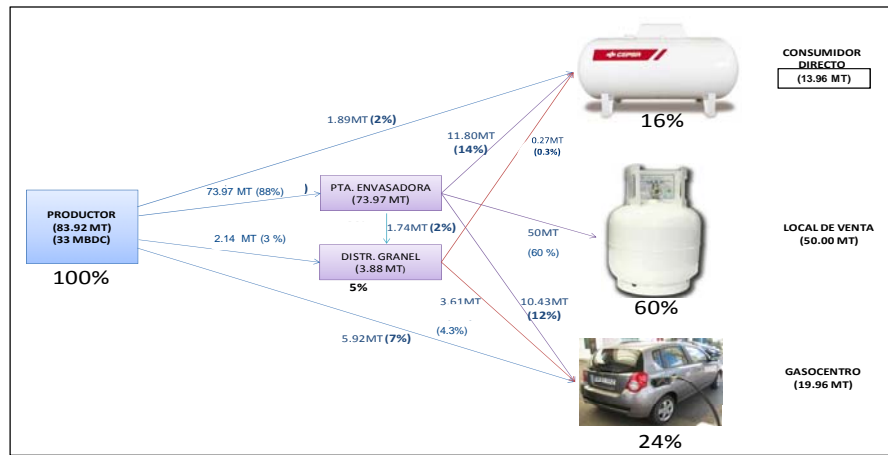 CEPSA
CONSUMIDOR
DIRECTO
(13.96 MT)
16%
1.89MT (2%)
11.80MT
(14%)
0.27MT
(0.3%)
73.97 MT (88%)
)
PTA. ENVASADORA
(73.97 MT)
PRODUCTOR
(83.92 MT)
(33 MBDC)
100%
1.74MT (2%)
2.14 MT (3 %)
DISTR. GRANEL
(3.88 MT)
5%
50MT
(60 %)
LOCAL DE VENTA
(50.00 MT)
60%
3.61MT
(4.3%)
10.43MT
(12%)
5.92MT (7%)
GASOCENTRO
(19.96 MT)
24%